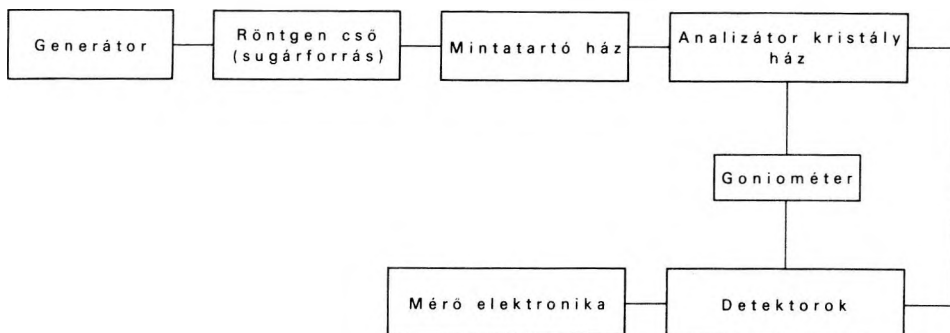 Generátor
Röntgen cső
(sugárforrás)
Mintatartó ház
Analizátor kristály
ház
Goniométer
Mérő elektronika
Detektorok